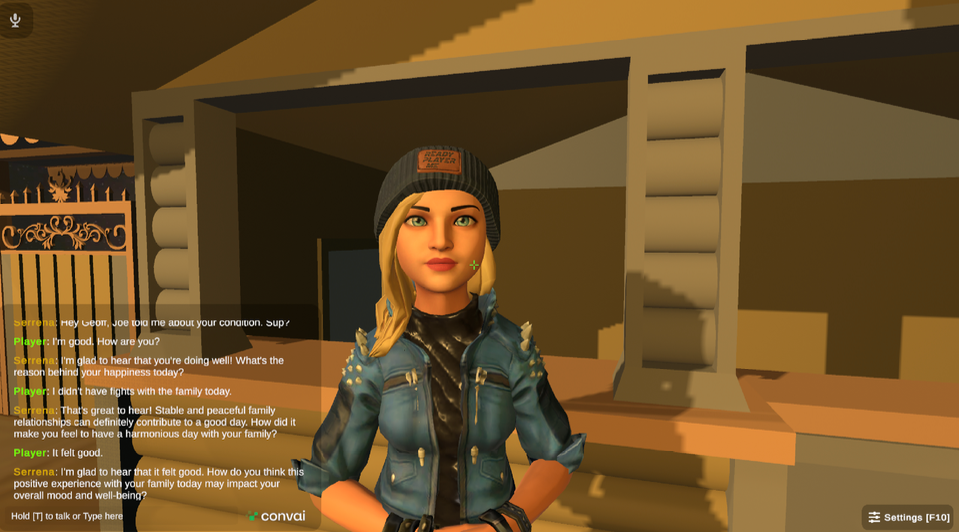 READY
PLAYER
ME
Serrena: Hey Geoff, Joe told me about your condition. Sup?
Player: I'm good. How are you?
Serrena: I'm glad to hear that you're doing well! What's the
reason behind your happiness today?
Player: I didn't have fights with the family today.
Serrena: That's great to hear! Stable and peaceful family
relationships can definitely contribute to a good day. How did it
make you feel to have a harmonious day with your family?
Player: It felt good.
Serrena: I'm glad to hear that it felt good. How do you think this
positive experience with your family today may impact your
overall mood and well-being?
Hold [T] to talk or Type here
convai
Settings [F10]